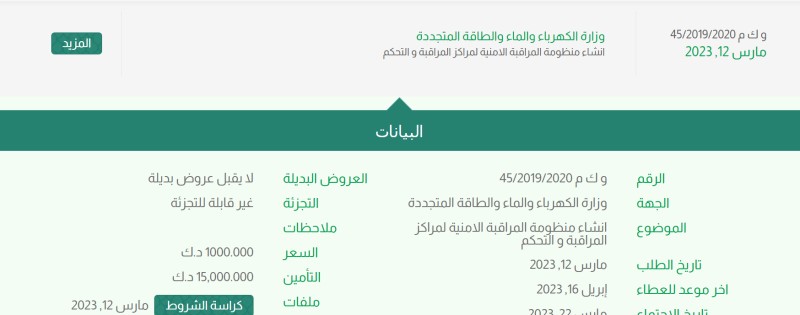 و ك م 45/2019/2020
مارس 12, 2023
وزارة الكهرباء والماء والطاقة المتجددة
انشاء منظومة المراقبة الامنية لمراكز المراقبة و التحكم
المزيد
البيانات
الرقم و ك م 45/2019/2020
الجهة وزارة الكهرباء والماء والطاقة المتجددة
الموضوع انشاء منظومة المراقبة الامنية لمراكز
المراقبة و التحكم
تاريخ الطلب مارس 12, 2023
اخر موعد للعطاء إبريل 16, 2023
تاريخ الاجتماع مارس 22, 2023
العروض البديلة لا يقبل عروض بديلة
التجزئة غير قابلة للتجزئة
ملاحظات
السعر 1000.000 د.ك
التأمين 15,000.000 د.ك
ملفات كراسة الشروط مارس 12, 2023